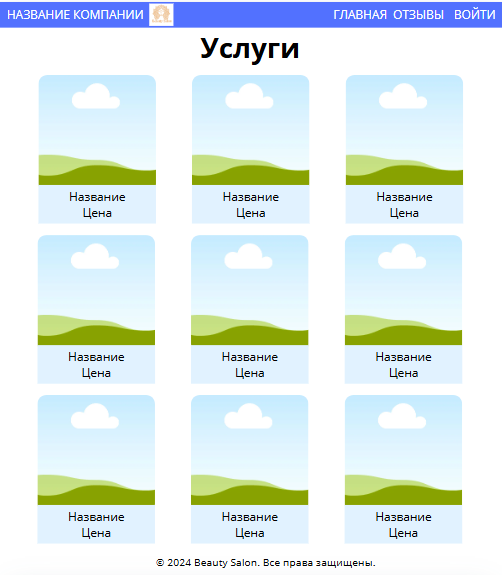 НАЗВАНИЕ КОМПАНИИ ГЛАВНАЯ ОТЗЫВЫ ВОЙТИ
Услуги
Название Название Название
Цена Цена Цена
Название Название Название
Цена Цена Цена
Название Название Название
Цена Цена Цена
© 2024 Beauty Salon. Все права защищены.